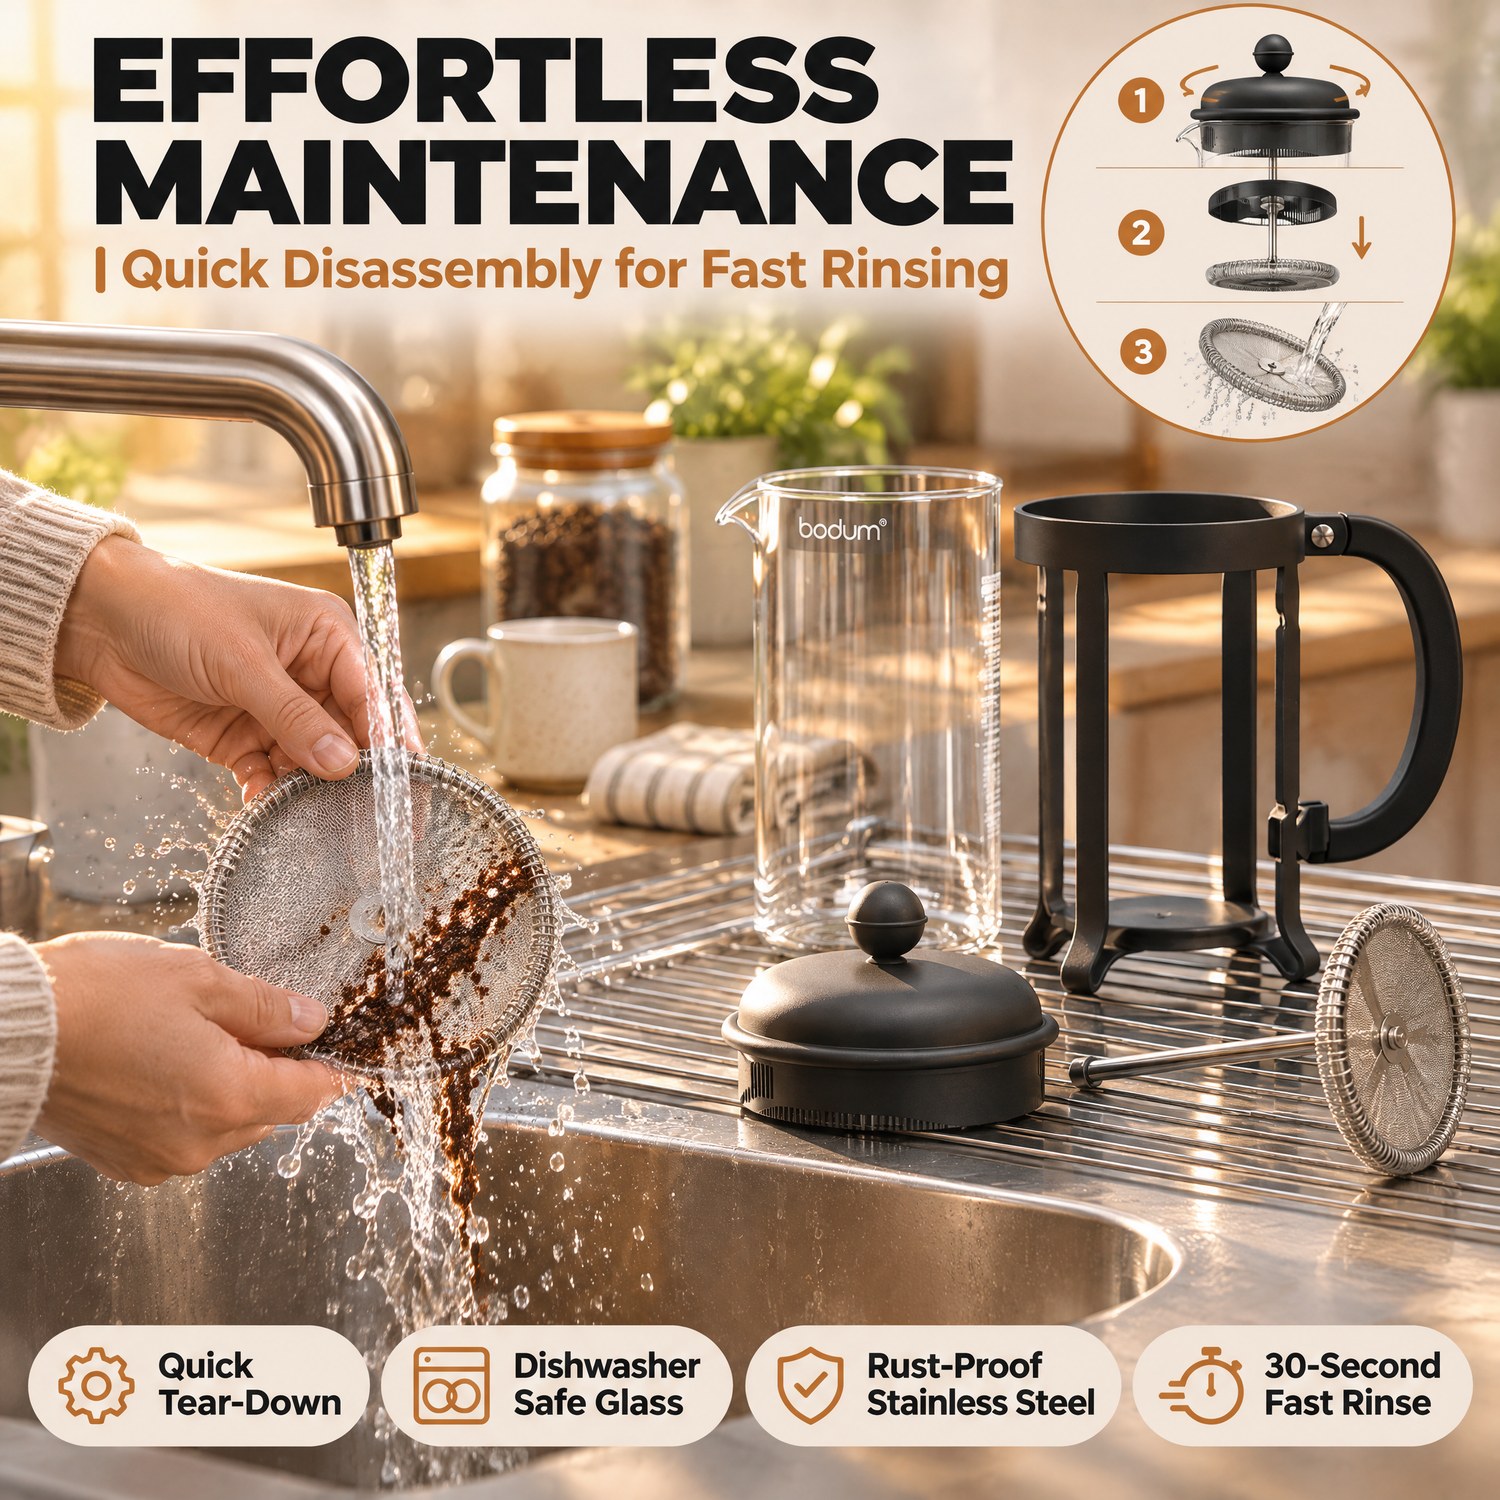 EFFORTLESS
MAINTENANCE
| Quick Disassembly for Fast Rinsing
1
2
3
bodum®
Quick
Tear-Down
Dishwasher
Safe Glass
Rust-Proof
Stainless Steel
30-Second
Fast Rinse